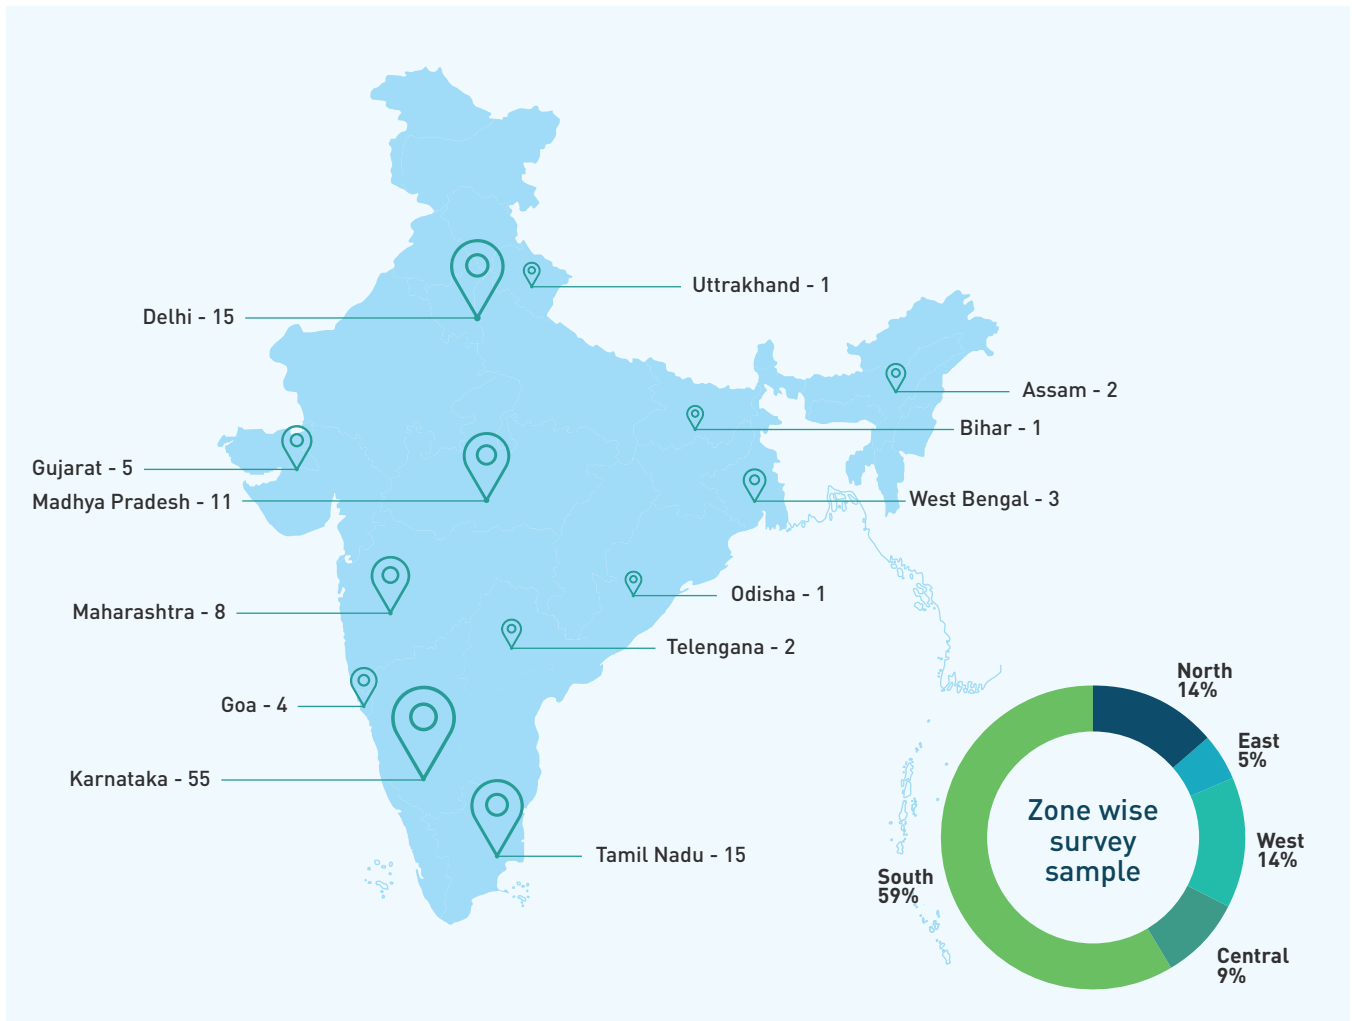 Uttrakhand - 1
Delhi - 15
Assam - 2
Bihar - 1
Gujarat - 5
Madhya Pradesh - 11
West Bengal - 3
Odisha - 1
Maharashtra - 8
Telengana - 2
Goa - 4
Karnataka - 55
Tamil Nadu - 15
North
14%
East
5%
Zone wise
survey
sample
West
14%
South
59%
Central
9%